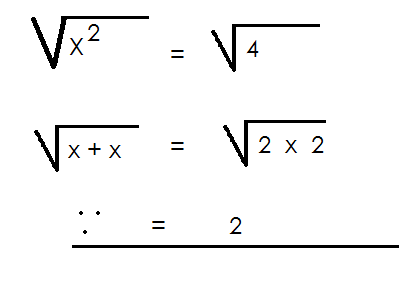 √x² = √4
√x + x = √2 x 2
∵ = 2